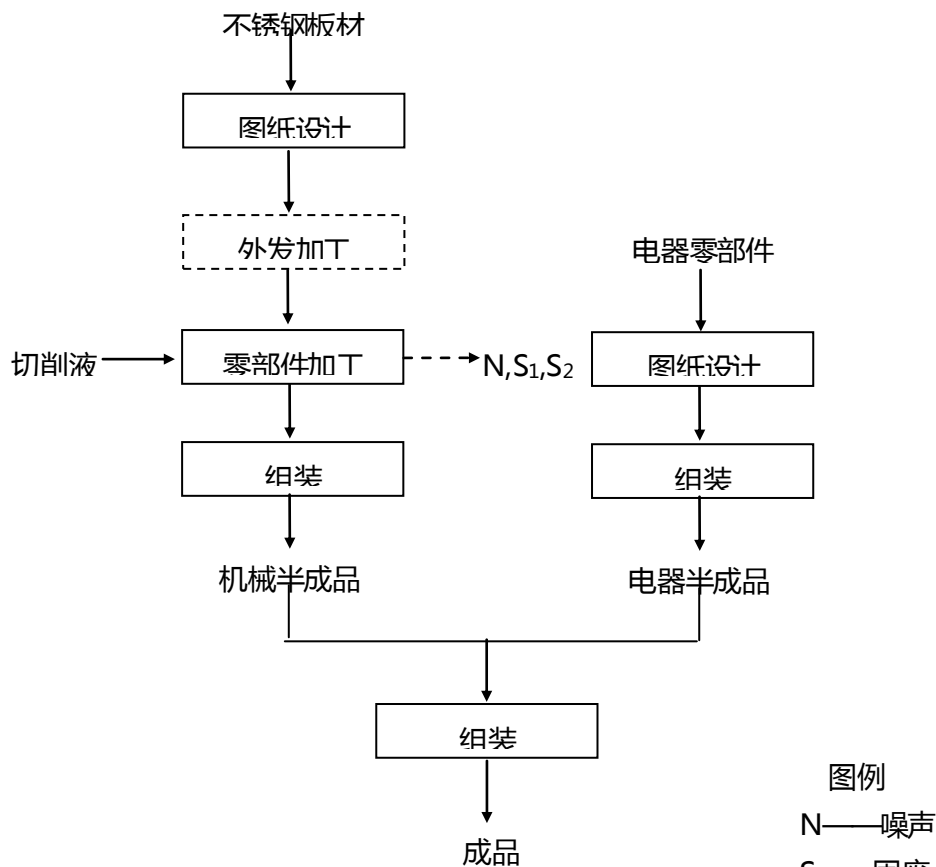 不锈钢板材
图纸设计
外发加工
电器零部件
切削液
零部件加工
N,S₁,S₂
图纸设计
组装
组装
机械半成品
电器半成品
组装
图例
N——噪声
成品
S——固废